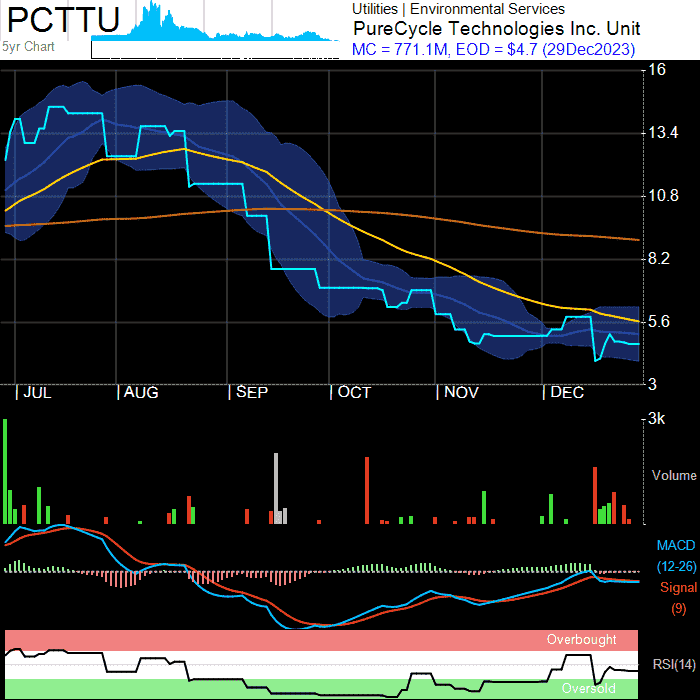 PCTTU
5yr Chart
Utilities | Environmental Services
PureCycle Technologies Inc. Unit
MC = 771.1M, EOD = $4.7 (29Dec2023)
16
13.4
10.8
8.2
5.6
3
JUL AUG SEP OCT NOV DEC
3k
Volume
MACD
(12-26)
Signal
(9)
Overbought
RSI(14)
Oversold